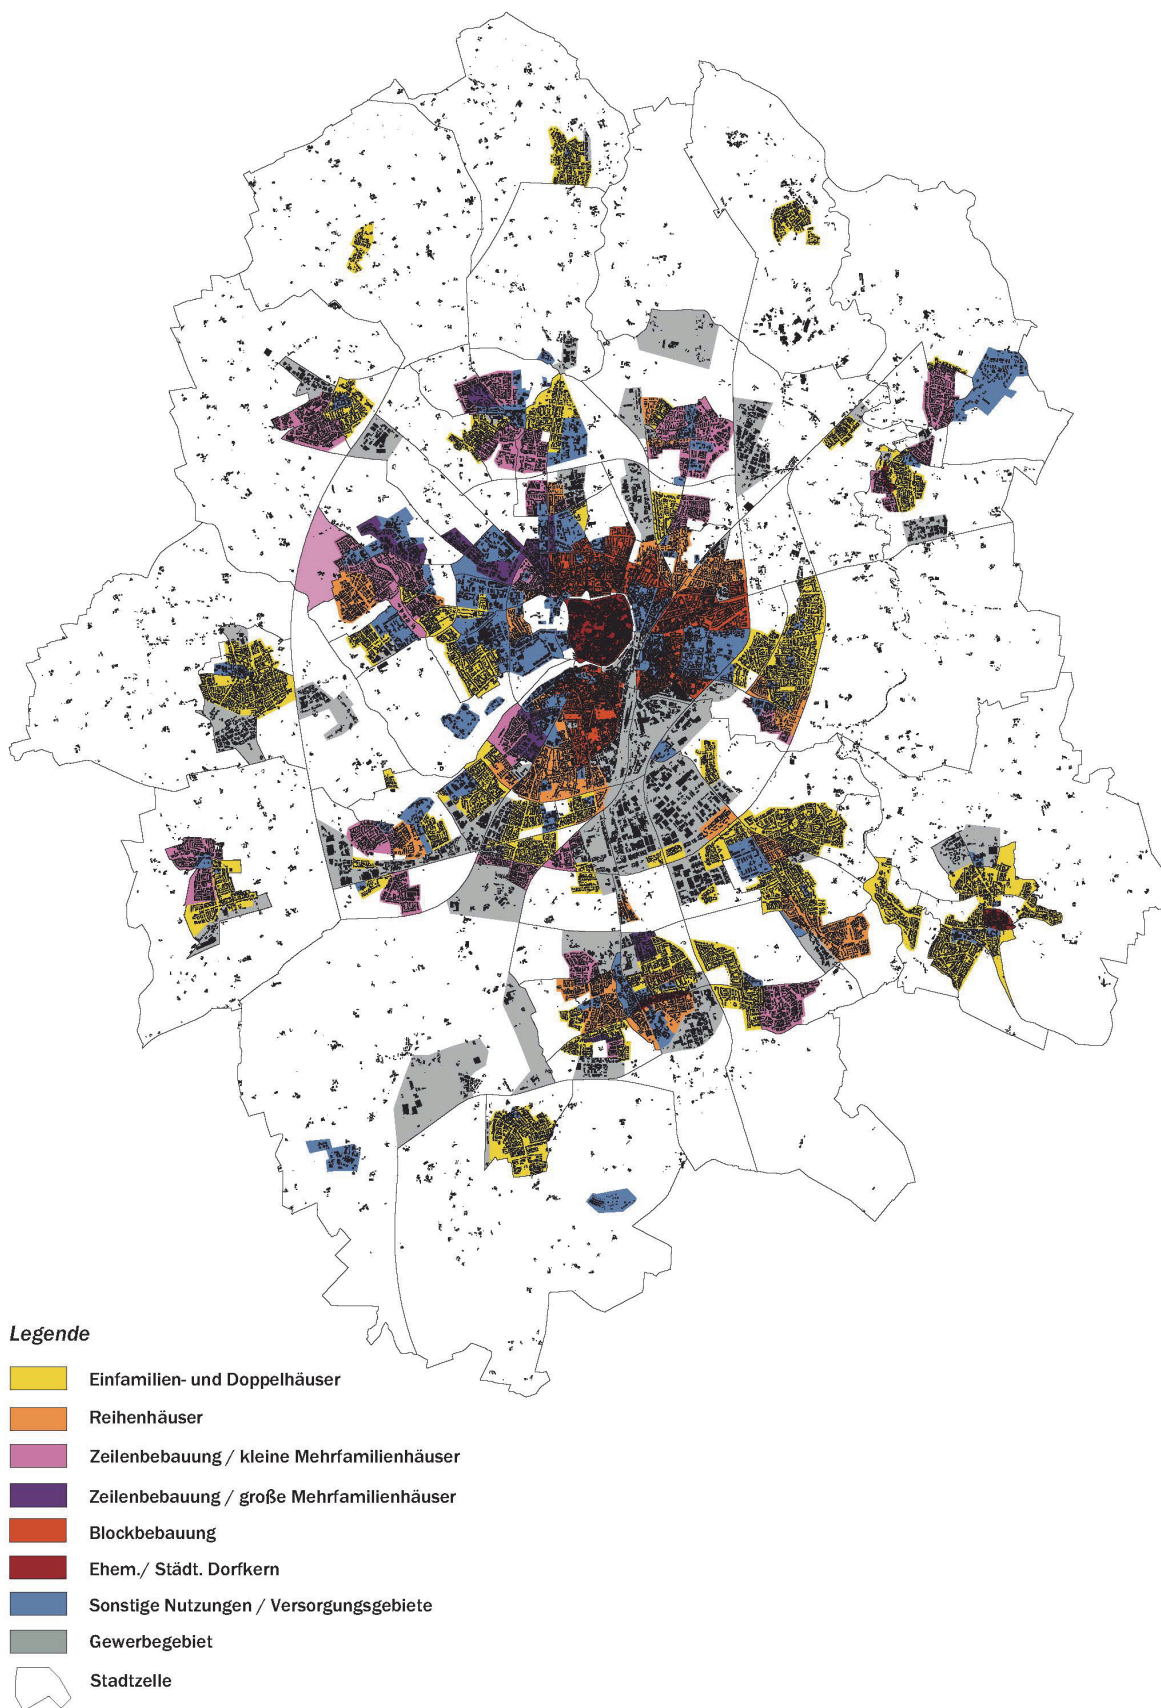 Legende
Einfamilien- und Doppelhäuser
Reihenhäuser
Zeilenbebauung / kleine Mehrfamilienhäuser
Zeilenbebauung / große Mehrfamilienhäuser
Blockbebauung
Ehem./ Städt. Dorfkern
Sonstige Nutzungen / Versorgungsgebiete
Gewerbegebiet
Stadtzelle